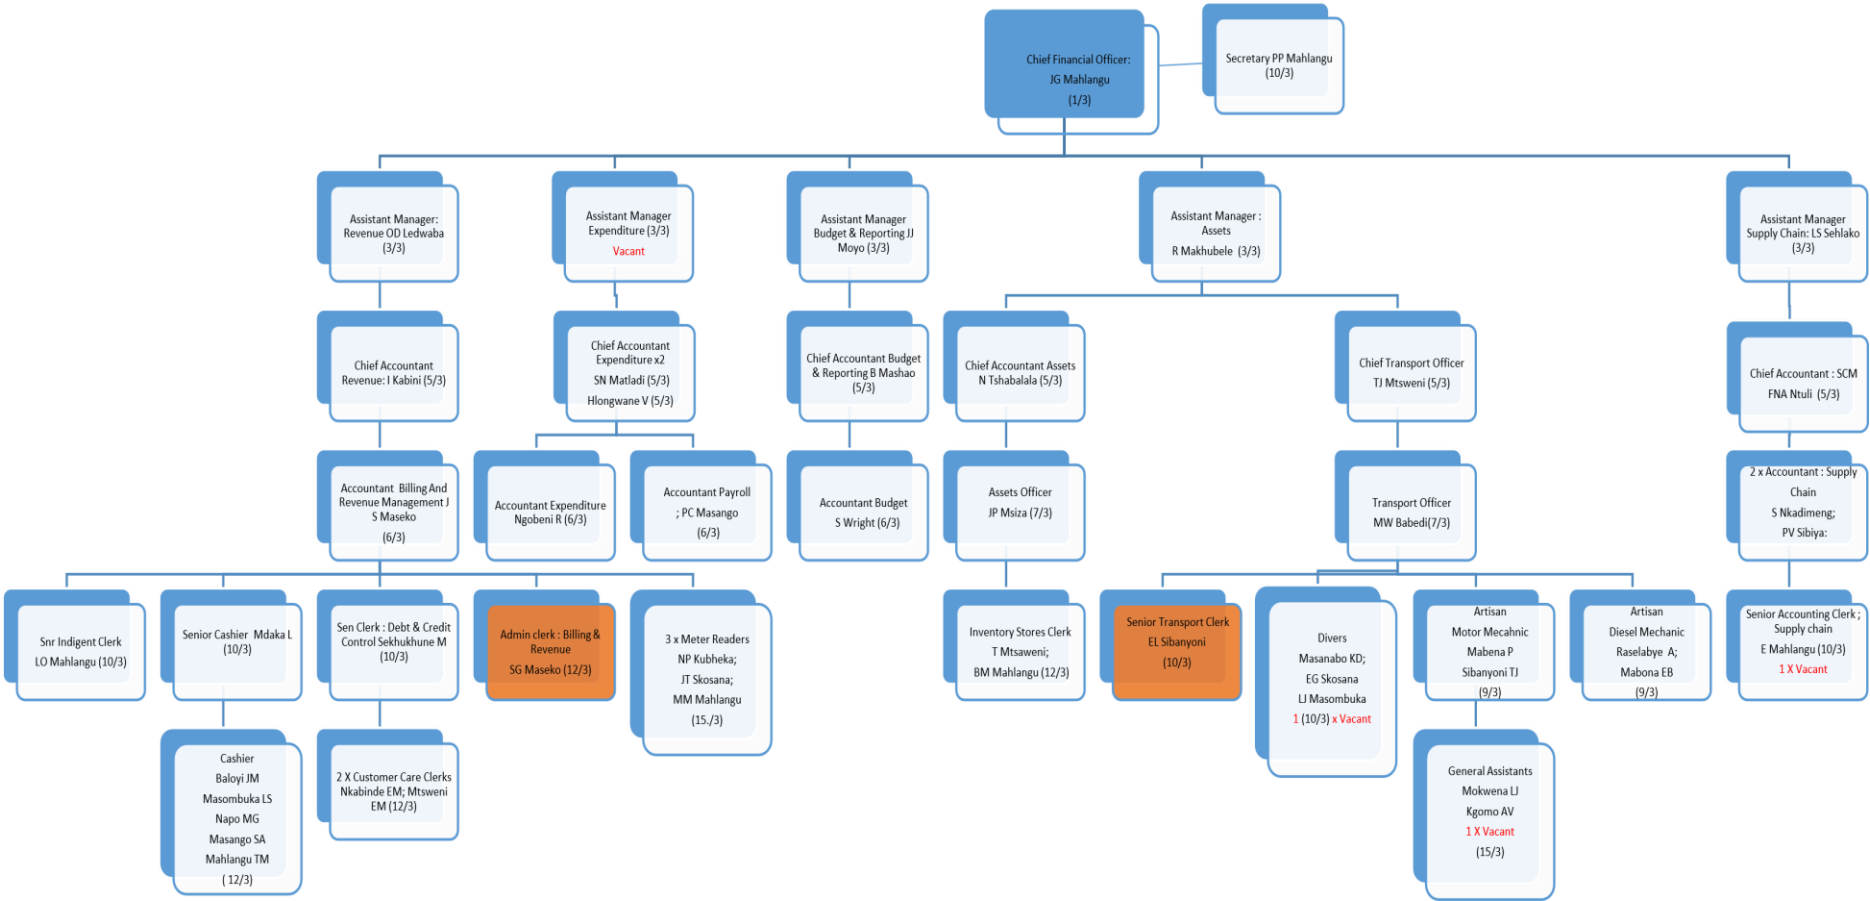 Chief Financial Officer:
JG Mahlangu
(1/3)
Secretary PP Mahlangu
(10/3)
Assistant Manager:
Revenue OD Ledwaba
(3/3)
Assistant Manager
Expenditure (3/3)
Vacant
Assistant Manager
Budget & Reporting JJ
Moyo (3/3)
Assistant Manager :
Assets
R Makhubele (3/3)
Assistant Manager
Supply Chain: LS Sehlako
(3/3)
Chief Accountant
Revenue: I Kabini (5/3)
Chief Accountant
Expenditure x2
SN Matladi (5/3)
Hlongwane V (5/3)
Chief Accountant Budget
& Reporting B Mashao
(5/3)
Chief Accountant Assets
N Tshabalala (5/3)
Chief Transport Officer
TJ Mtsweni (5/3)
Chief Accountant : SCM
FNA Ntuli (5/3)
Accountant Billing And
Revenue Management J
S Maseko
(6/3)
Accountant Expenditure
Ngobeni R (6/3)
Accountant Payroll
; PC Masango
(6/3)
Accountant Budget
S Wright (6/3)
Assets Officer
JP Msiza (7/3)
Transport Officer
MW Babedi(7/3)
2 x Accountant : Supply
Chain
S Nkadimeng;
PV Sibiya:
Snr Indigent Clerk
LO Mahlangu (10/3)
Senior Cashier Mdaka L
(10/3)
Sen Clerk : Debt & Credit
Control Sekhukhune M
(10/3)
Admin clerk : Billing &
Revenue
SG Maseko (12/3)
3 x Meter Readers
NP Kubheka;
JT Skosana;
MM Mahlangu
(15./3)
Inventory Stores Clerk
T Mtsaweni;
BM Mahlangu (12/3)
Senior Transport Clerk
EL Sibanyoni
(10/3)
Divers
Masanabo KD;
EG Skosana
LJ Masombuka
1 (10/3) x Vacant
Artisan
Motor Mecahnic
Mabena P
Sibanyoni TJ
(9/3)
Artisan
Diesel Mechanic
Raselabye A;
Mabona EB
(9/3)
Senior Accounting Clerk ;
Supply chain
E Mahlangu (10/3)
1 X Vacant
Cashier
Baloyi JM
Masombuka LS
Napo MG
Masango SA
Mahlangu TM
( 12/3)
2 X Customer Care Clerks
Nkabinde EM; Mtsweni
EM (12/3)
General Assistants
Mokwena LJ
Kgomo AV
1 X Vacant
(15/3)